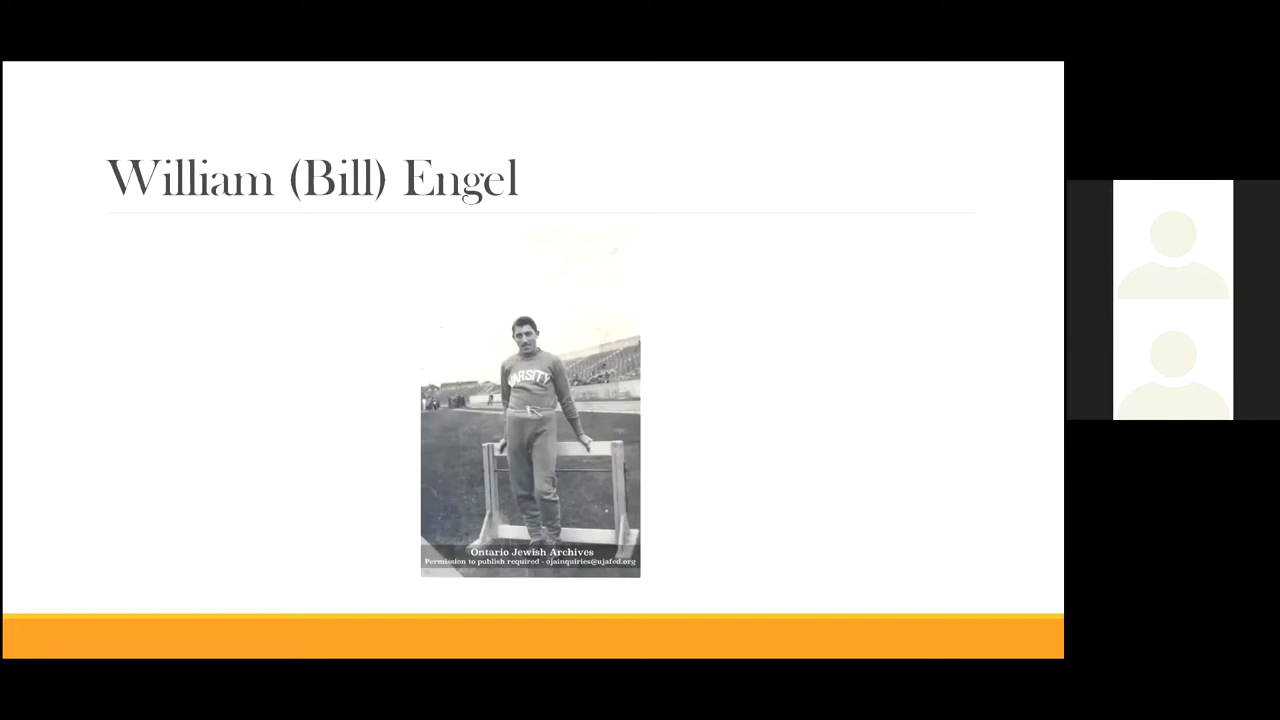 William (Bill) Engel
VARSITY
Ontario Jewish Archives
Permission to publish required - ojainquiries@ujafed.org